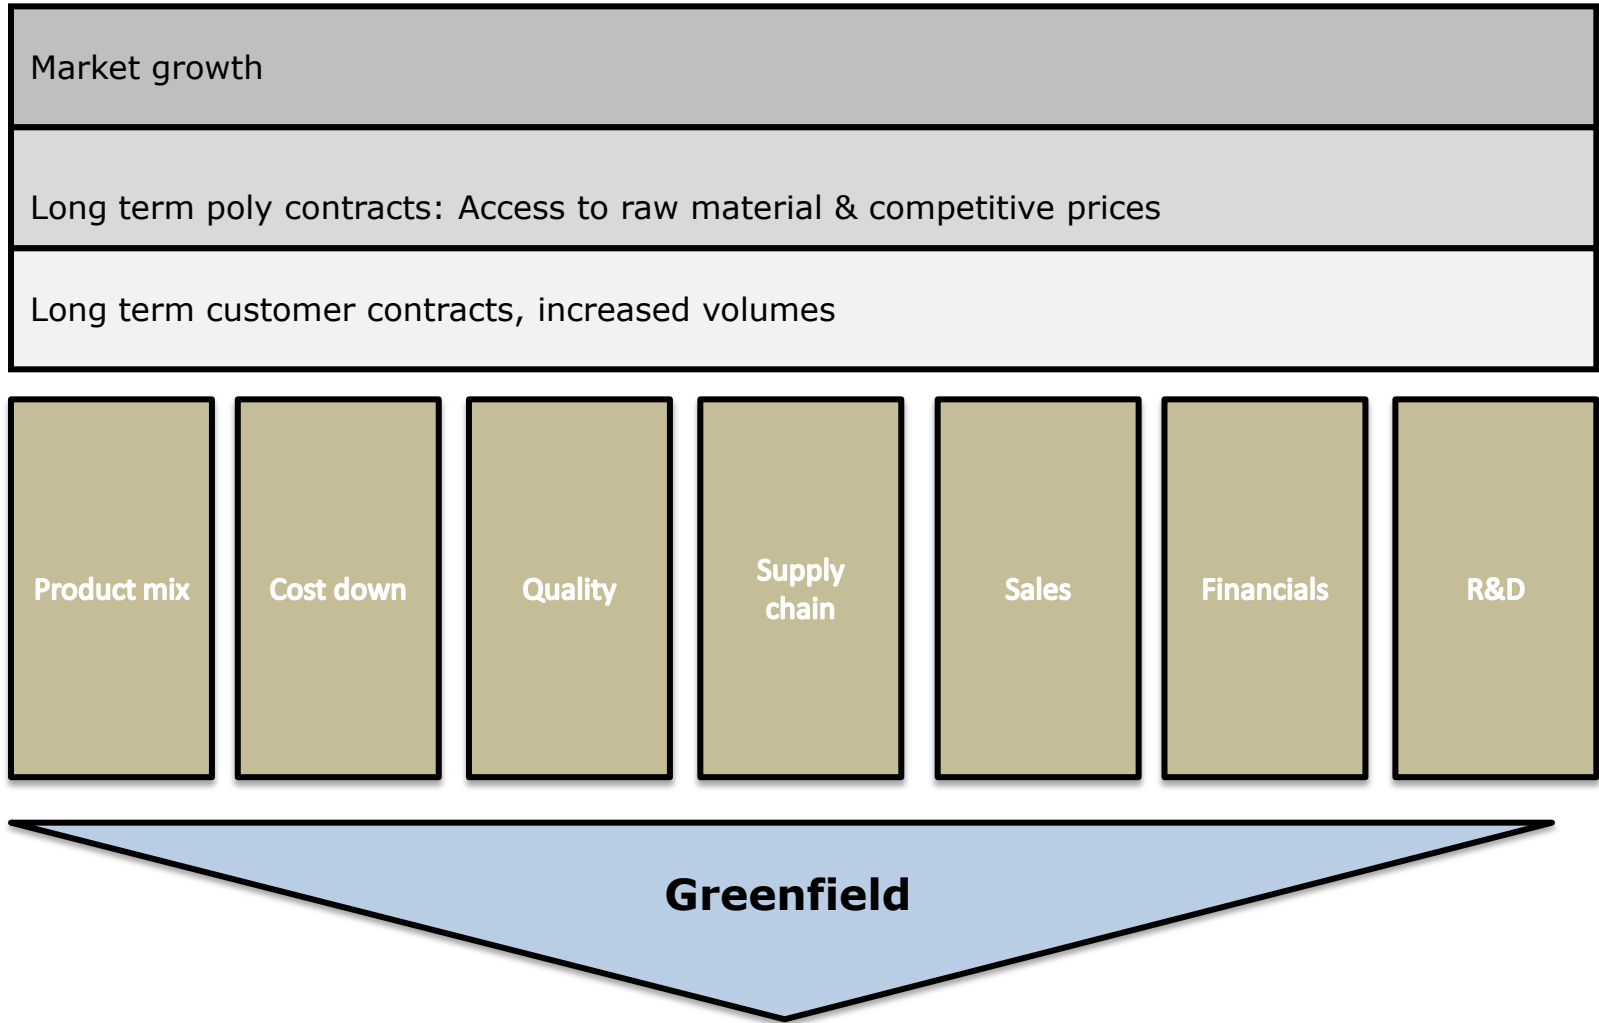 Market growth
Long term poly contracts: Access to raw material & competitive prices
Long term customer contracts, increased volumes
Product mix
Cost down
Quality
Supply
chain
Sales
Financials
R&D
Greenfield